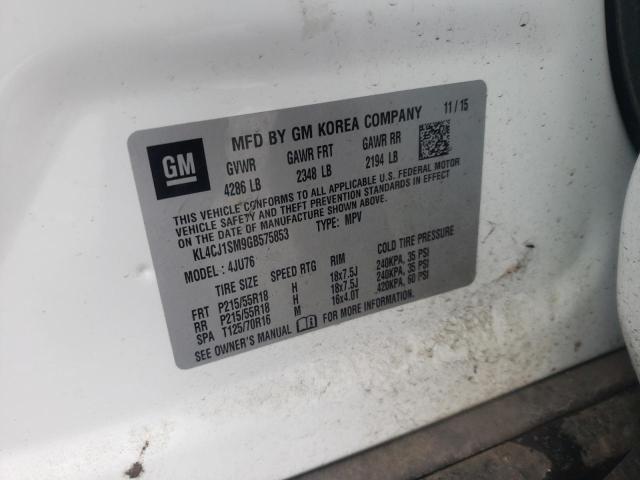 GM
MFD BY GM KOREA COMPANY 11 / 15
GVWR GAWR FRT GAWR RR
4286 LB 2348 LB 2194 LB
THIS VEHICLE CONFORMS TO ALL APPLICABLE U.S. FEDERAL MOTOR
VEHICLE SAFETY AND THEFT PREVENTION STANDARDS IN EFFECT
ON THE DATE OF MANUFACTURE SHOWN ABOVE.
KL4CJ1SM9GB575853 TYPE: MPV
MODEL: 4JU76
TIRE SIZE SPEED RTG RIM COLD TIRE PRESSURE
FRT P215/55R18 H 18x7.5J 240KPA, 35 PSI
RR P215/55R18 H 18x7.5J 240KPA, 35 PSI
SPA T125/70R16 M 16x4.0T 420KPA, 60 PSI
SEE OWNER'S MANUAL